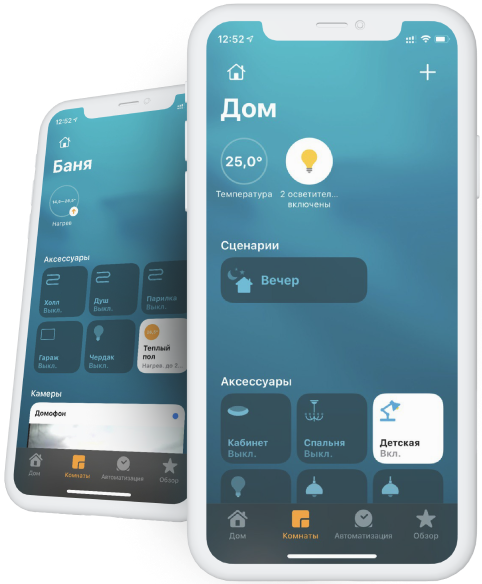 12:52
Баня
Нагрев
Аксессуары
Холл
Выкл.
Душ
Выкл.
Парилка
Выкл.
Гараж
Выкл.
Чердак
Выкл.
Теплый
пол
Нагрев. до 2...
Камеры
Домофон
Дом
Комнаты
Автоматизация
Обзор
12:52
Дом
25,0°
Температура
2 осветител...
включены
Сценарии
Вечер
Аксессуары
Кабинет
Выкл.
Спальня
Выкл.
Детская
Вкл.
Дом
Комнаты
Автоматизация
Обзор